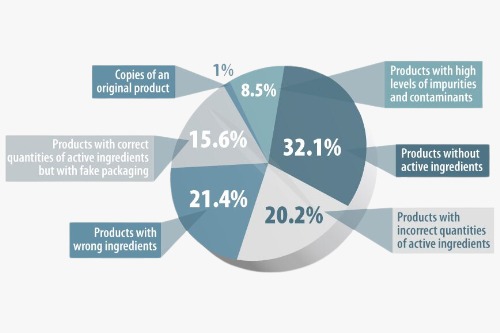 Copies of an
original product
1%
8.5%
Products with high
levels of impurities
and contaminants
Products with correct
quantities of active ingredients
but with fake packaging
15.6%
32.1%
Products without
active ingredients
21.4%
20.2%
Products with
wrong ingredients
Products with
incorrect quantities
of active ingredients